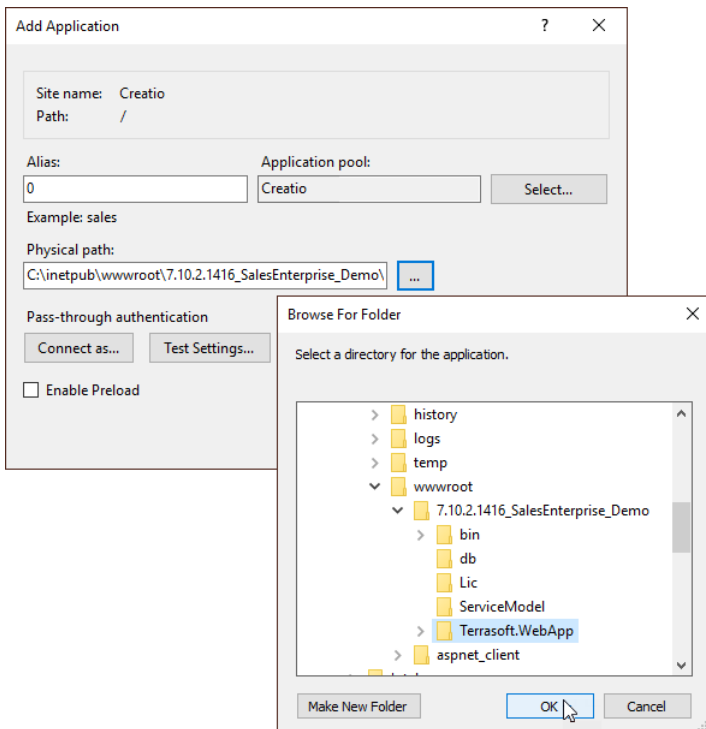 Add Application
?
Site name: Creatio
Path: /
Alias:
Application pool:
0
Creatio
Select...
Example: sales
Physical path:
C:\inetpub\wwwroot\7.10.2.1416_SalesEnterprise_Demo\
...
Pass-through authentication
Connect as...
Test Settings...
Enable Preload
Browse For Folder
Select a directory for the application.
history
logs
temp
wwwroot
7.10.2.1416_SalesEnterprise_Demo
bin
db
Lic
ServiceModel
Terrasoft.WebApp
aspnet_client
Make New Folder
OK
Cancel